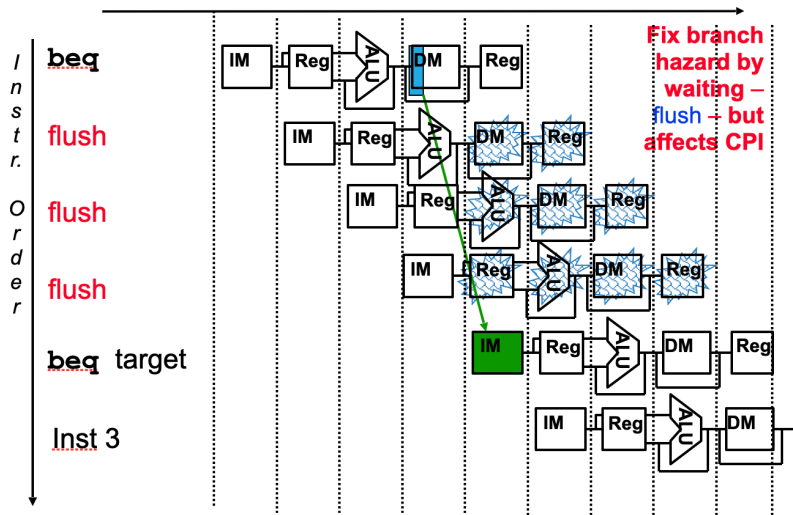 Instr. Order
beq IM Reg ALU DM Reg
Fix branch
hazard by
waiting –
flush – but
affects CPI
flush IM Reg ALU DM Reg
flush IM Reg ALU DM Reg
flush IM Reg ALU DM Reg
beq target IM Reg ALU DM Reg
Inst 3 IM Reg ALU DM